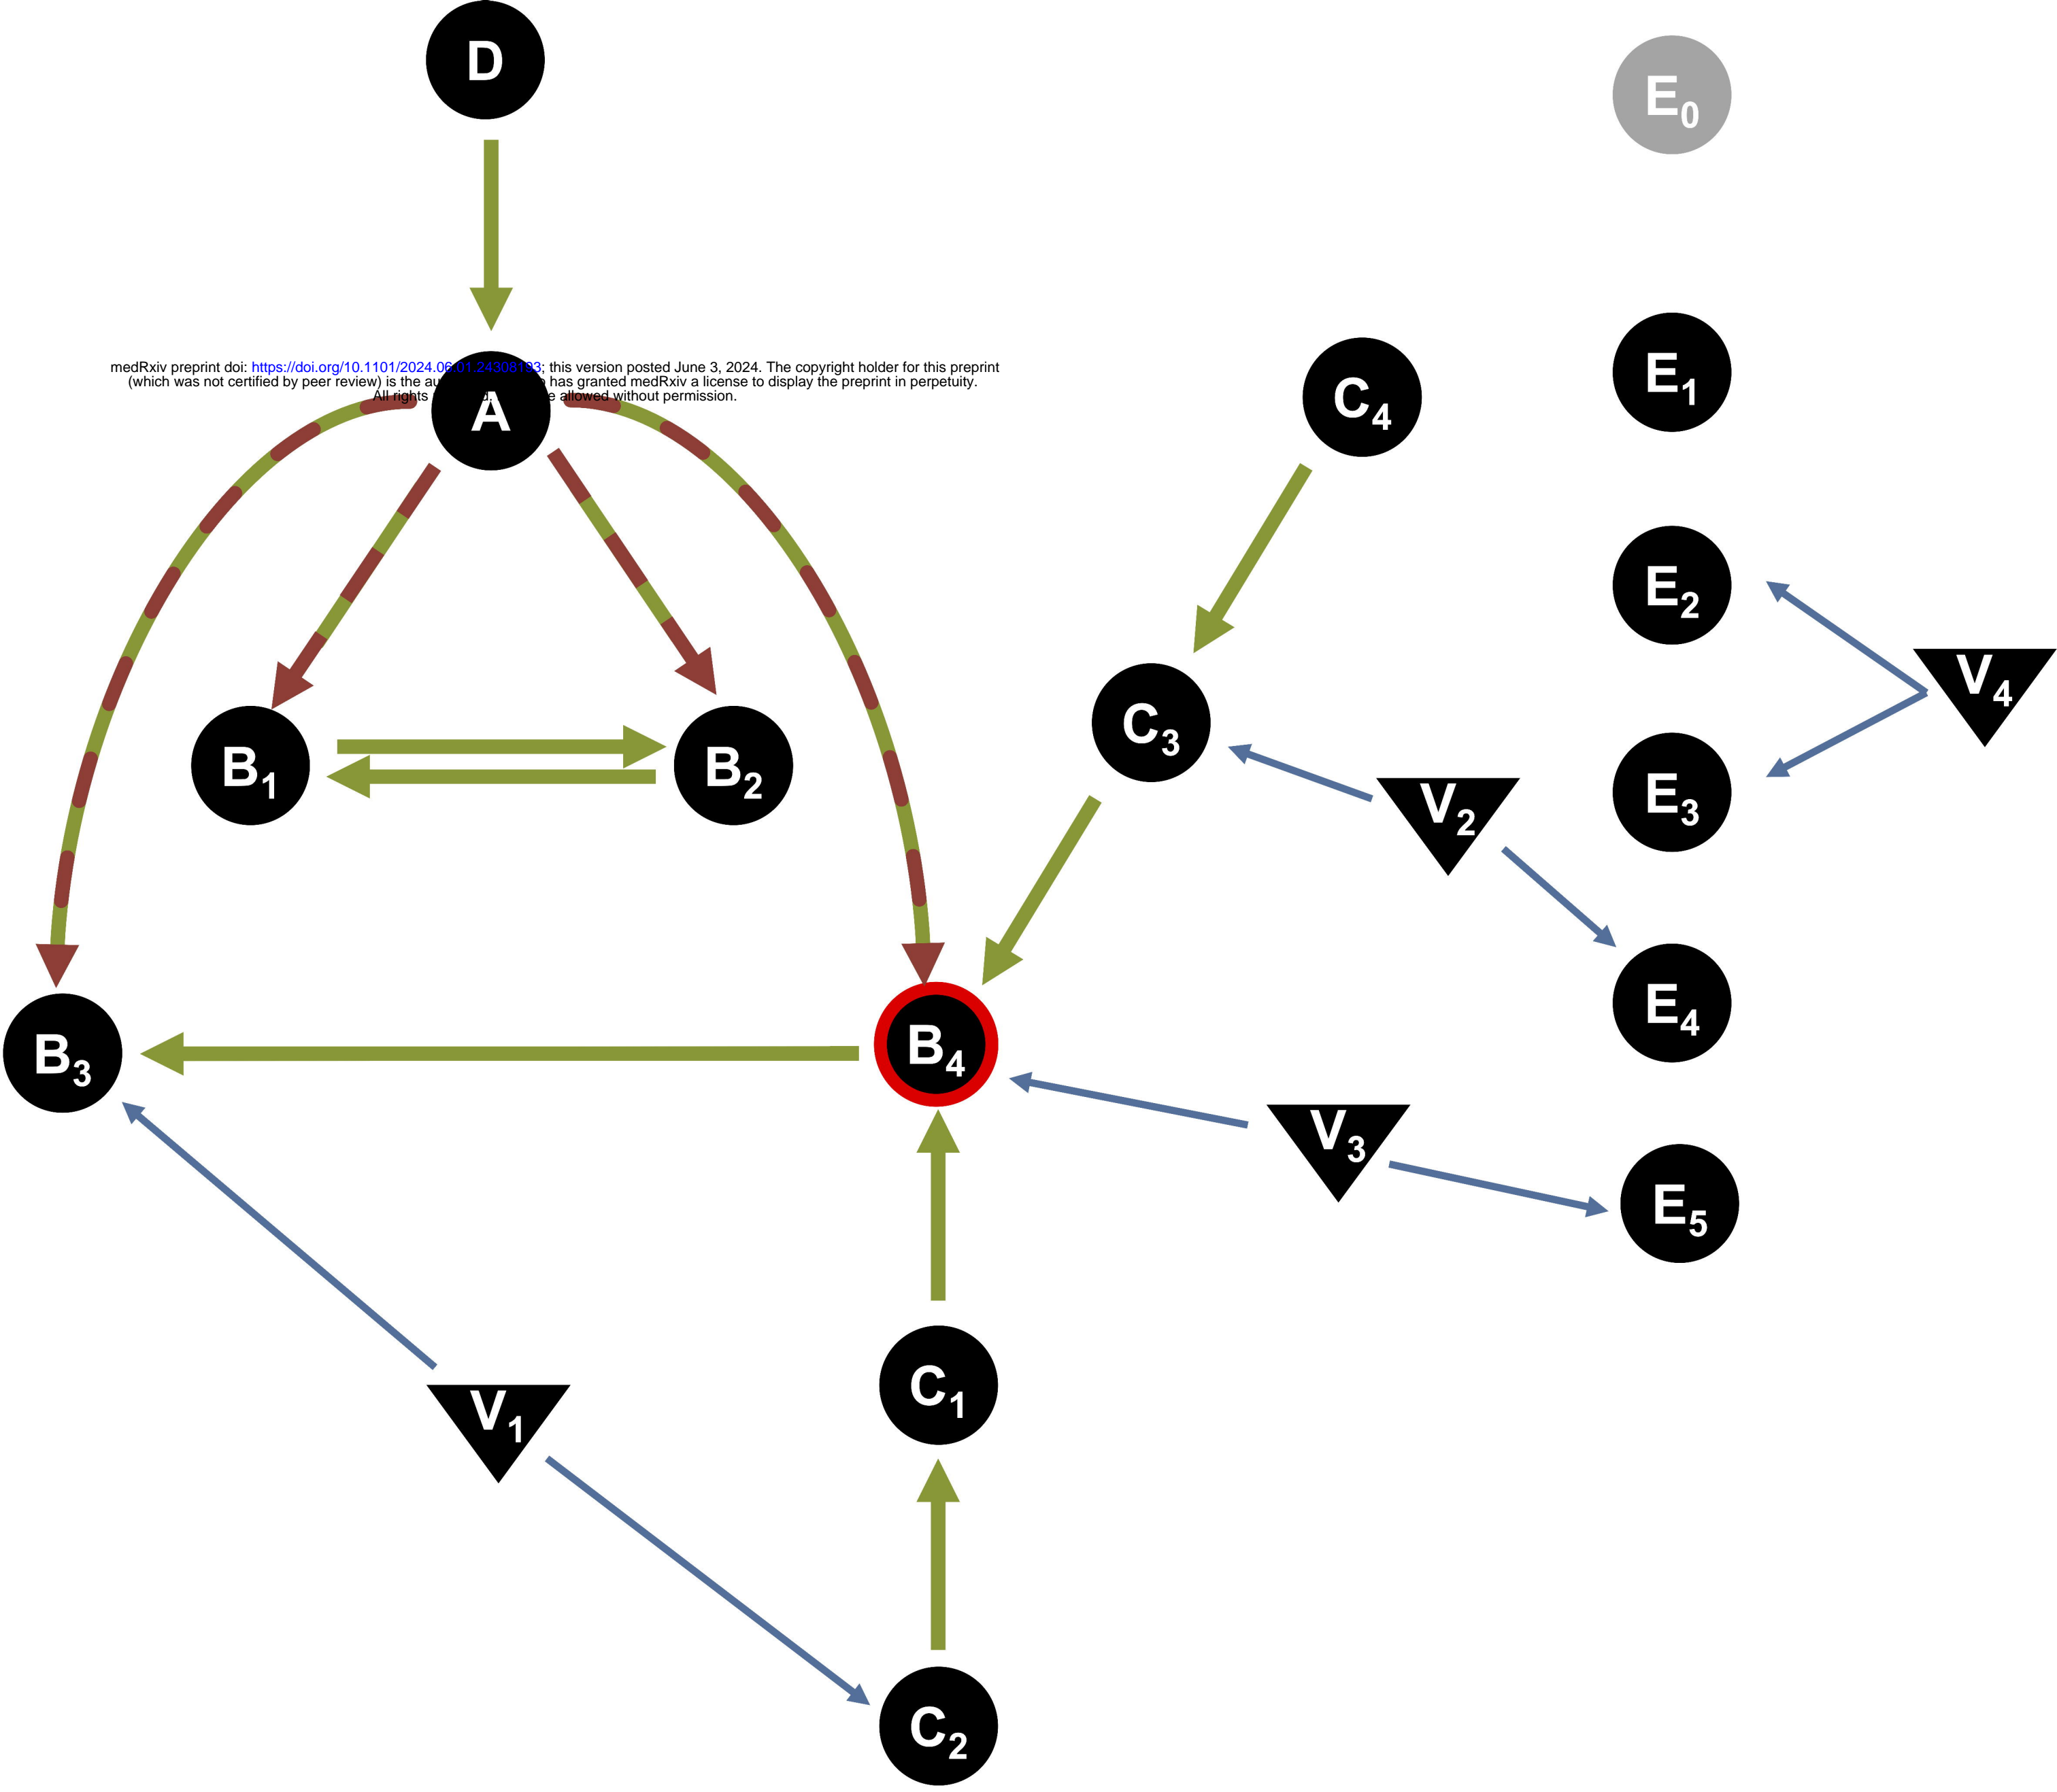 D
E0
medRxiv preprint doi: https://doi.org/10.1101/2024.06.01.24308193; this version posted June 3, 2024. The copyright holder for this preprint
(which was not certified by peer review) is the au has granted medRxiv a license to display the preprint in perpetuity.
All rights d. e allowed without permission.
A
C4
E1
E2
V4
C3
B1
B2
V2
E3
E4
B3
B4
V3
E5
C1
V1
C2